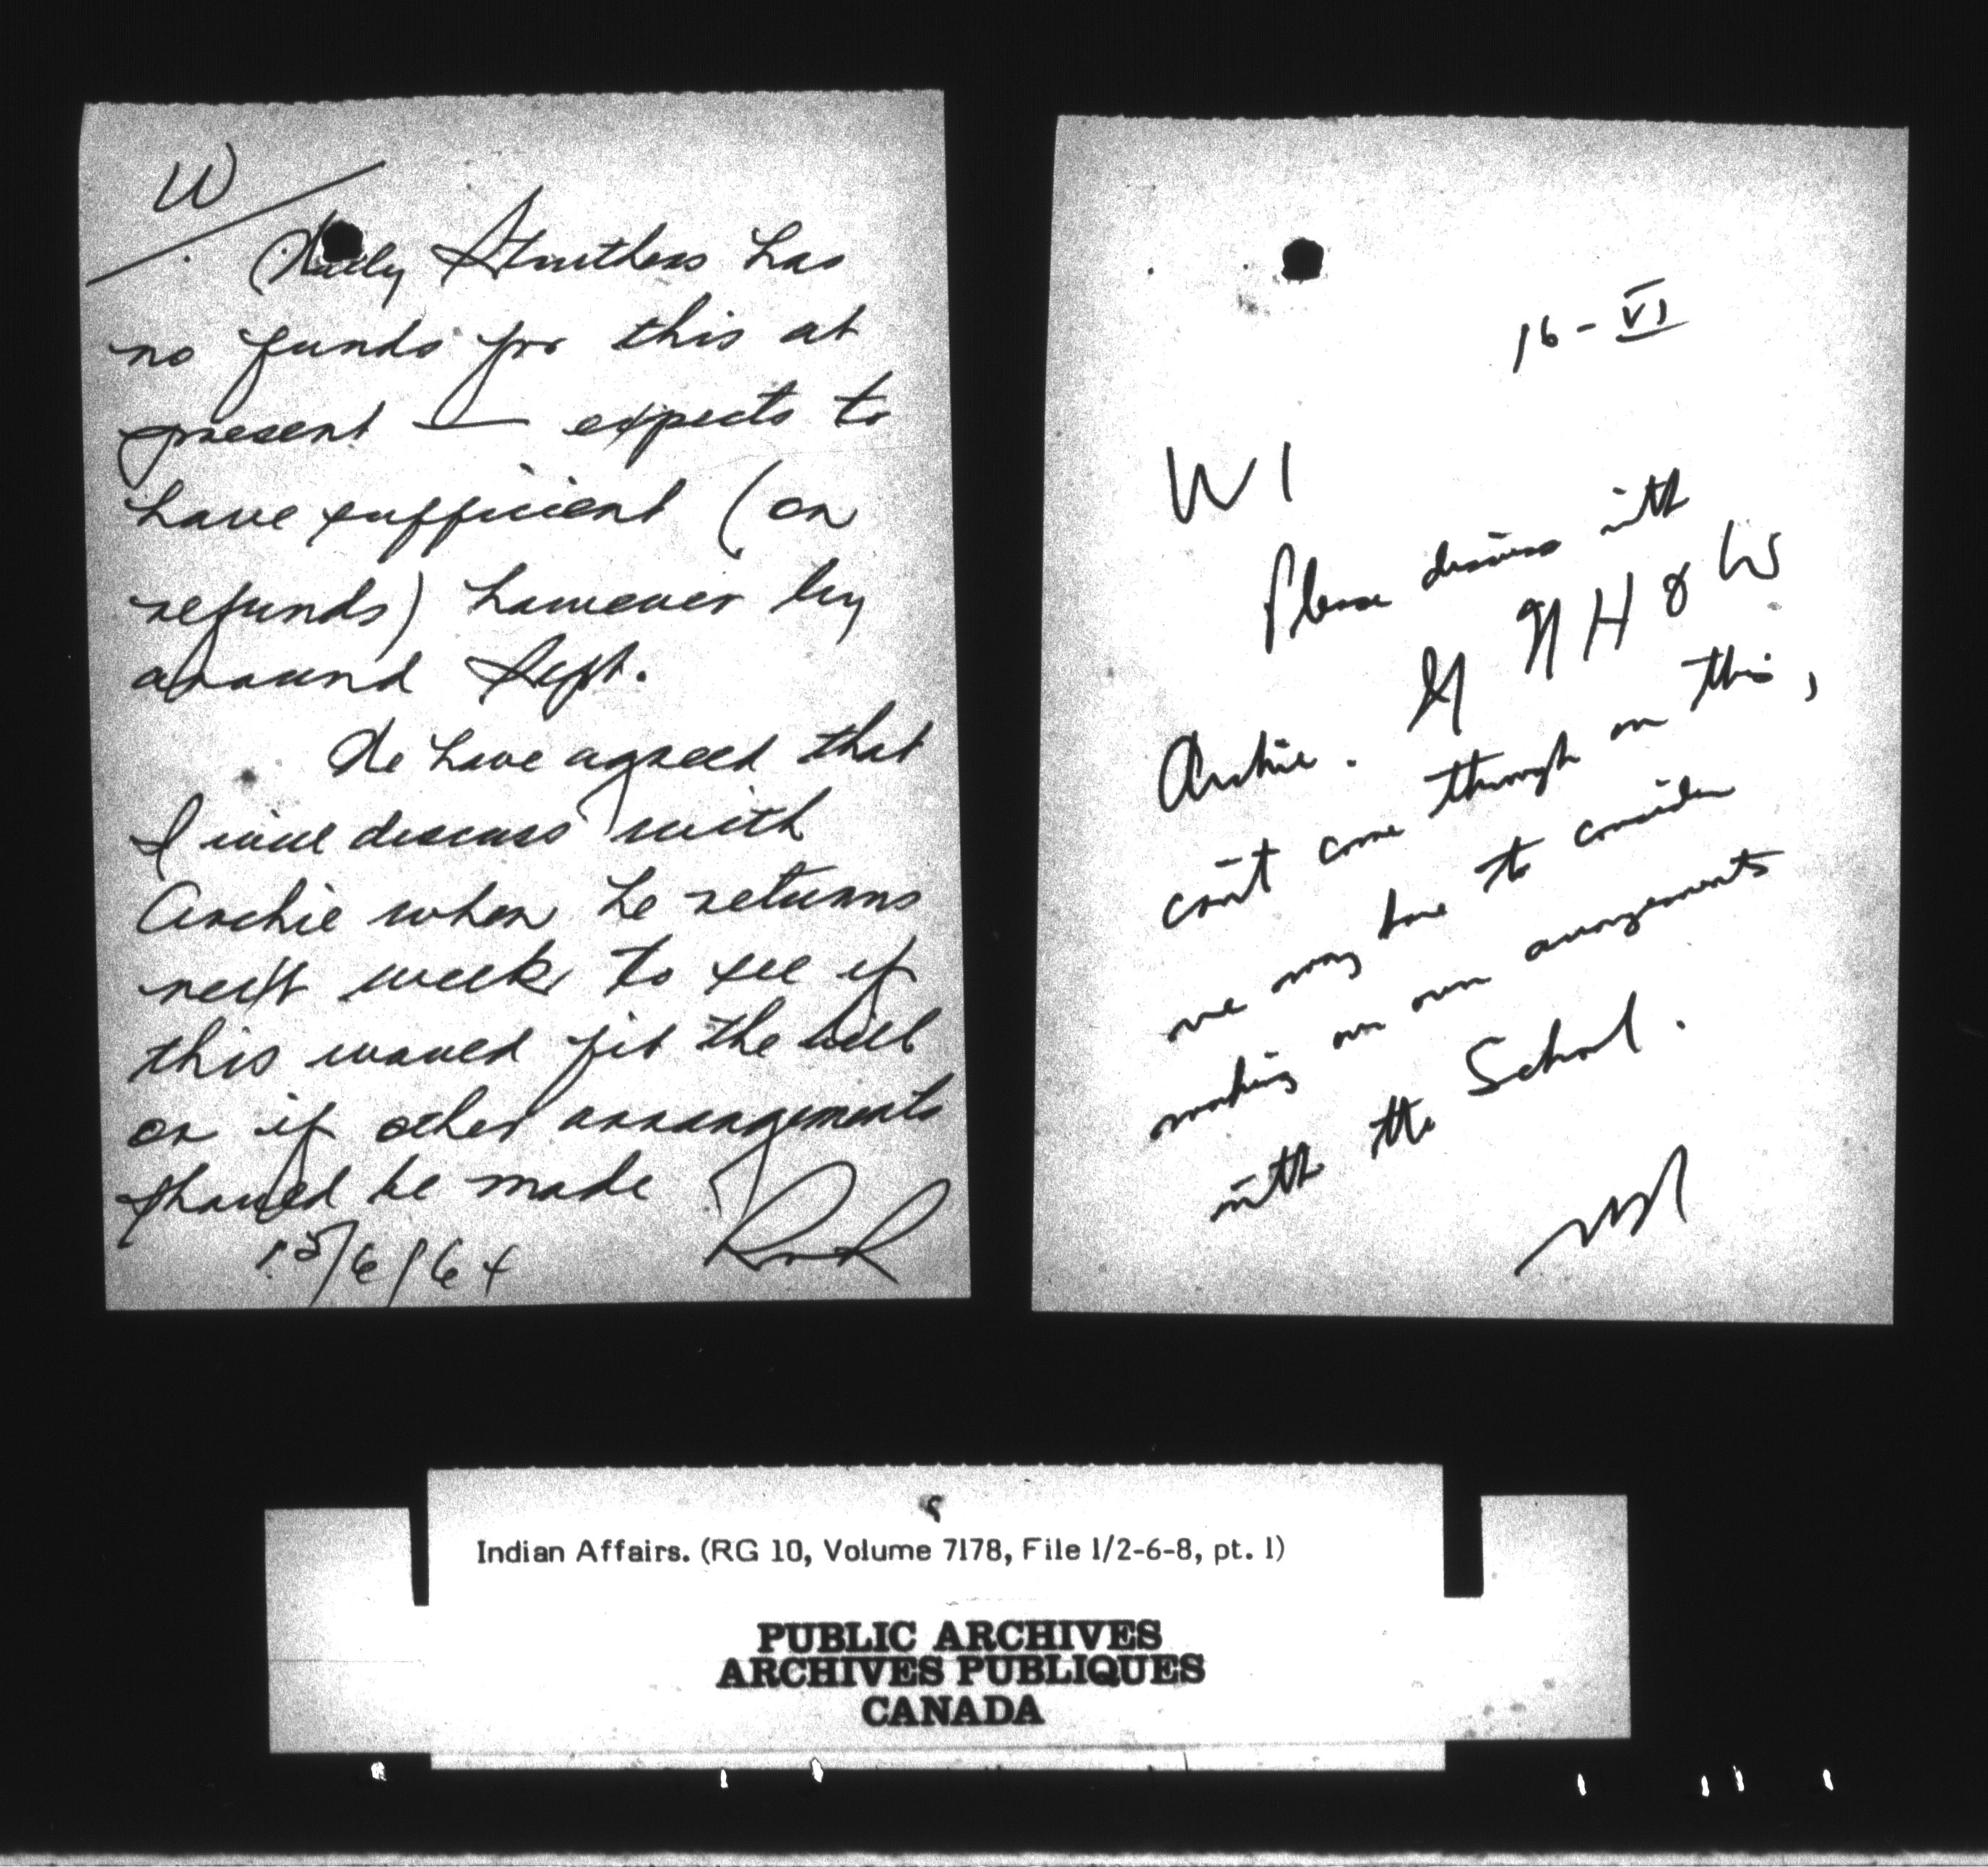 W
Struthers has
no funds for this at
present — expects to
have sufficient (on
refunds) however by
around Sept.
We have agreed that
I will discuss with
Archie when he returns
next week to see if
this would fit the bill
or if other arrangements
should be made
15/6/64
16-VI
W1
Please discuss with
Archie. If NH&W
can't come through on this,
we may have to consider
making our own arrangements
with the School.
Indian Affairs. (RG 10, Volume 7178, File 1/2-6-8, pt. 1)
PUBLIC ARCHIVES
ARCHIVES PUBLIQUES
CANADA